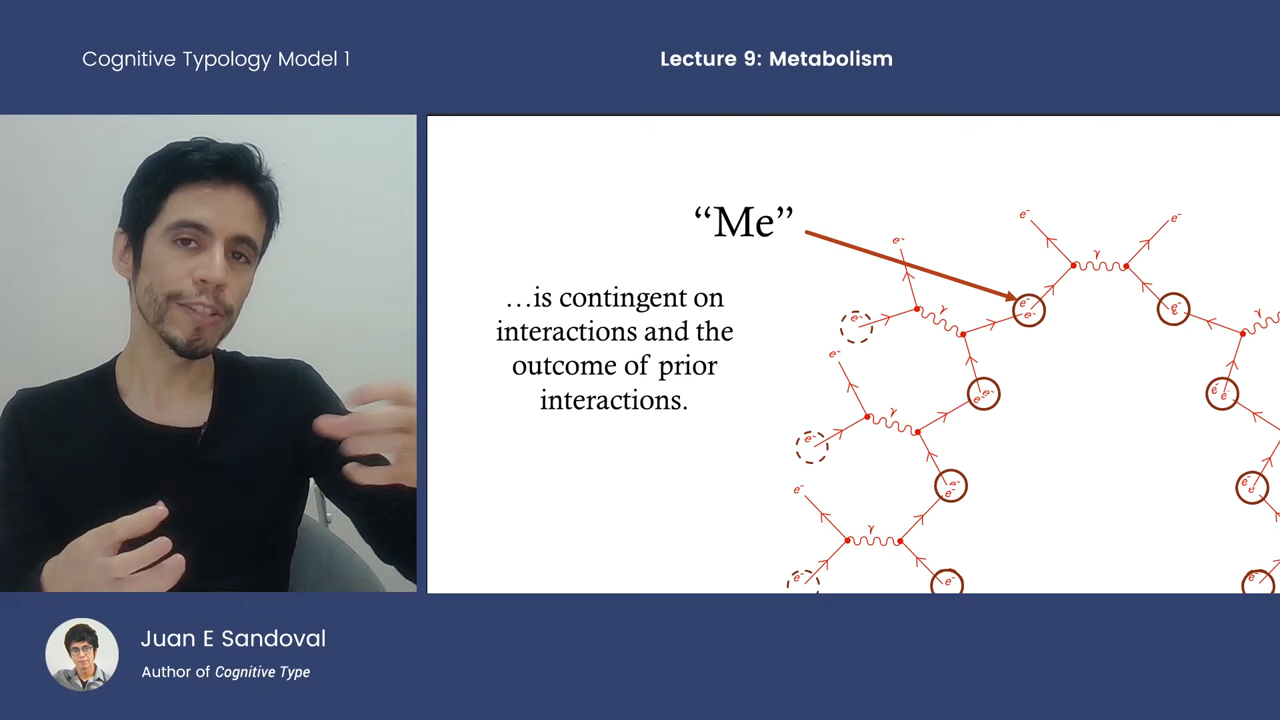 Cognitive Typology Model 1
Lecture 9: Metabolism
“Me”
...is contingent on
interactions and the
outcome of prior
interactions.
e⁻ e⁻
γ
e⁻
e⁻ e⁻
γ
e⁻ e⁻
e⁻
e⁻ e⁻
γ
e⁻
e⁻ e⁻
e⁻
γ
e⁻ e⁻ e⁻
Juan E Sandoval
Author of Cognitive Type